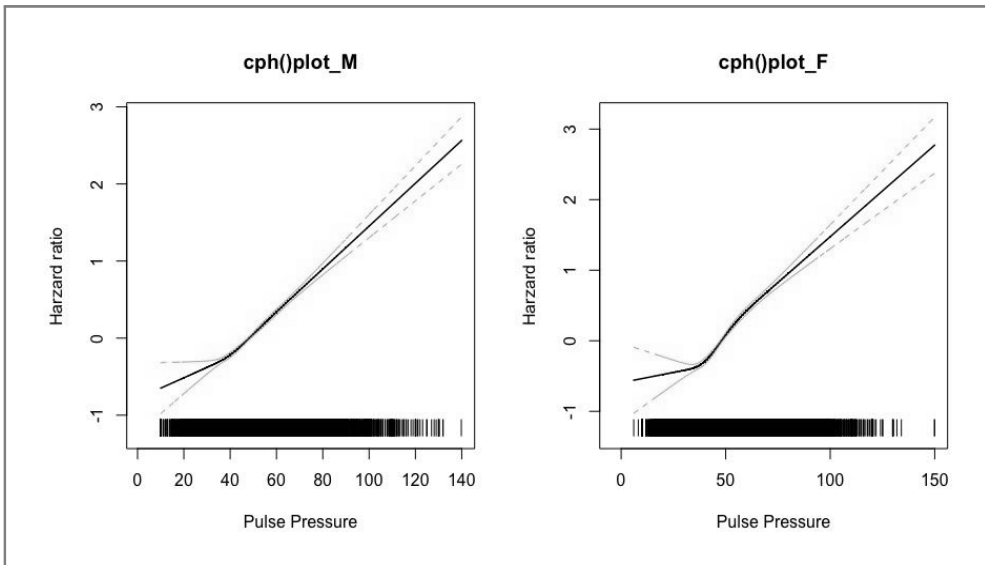 cph()plot_M
Harzard ratio
3
2
1
0
-1
0 20 40 60 80 100 120 140
Pulse Pressure
cph()plot_F
Harzard ratio
3
2
1
0
-1
0 50 100 150
Pulse Pressure